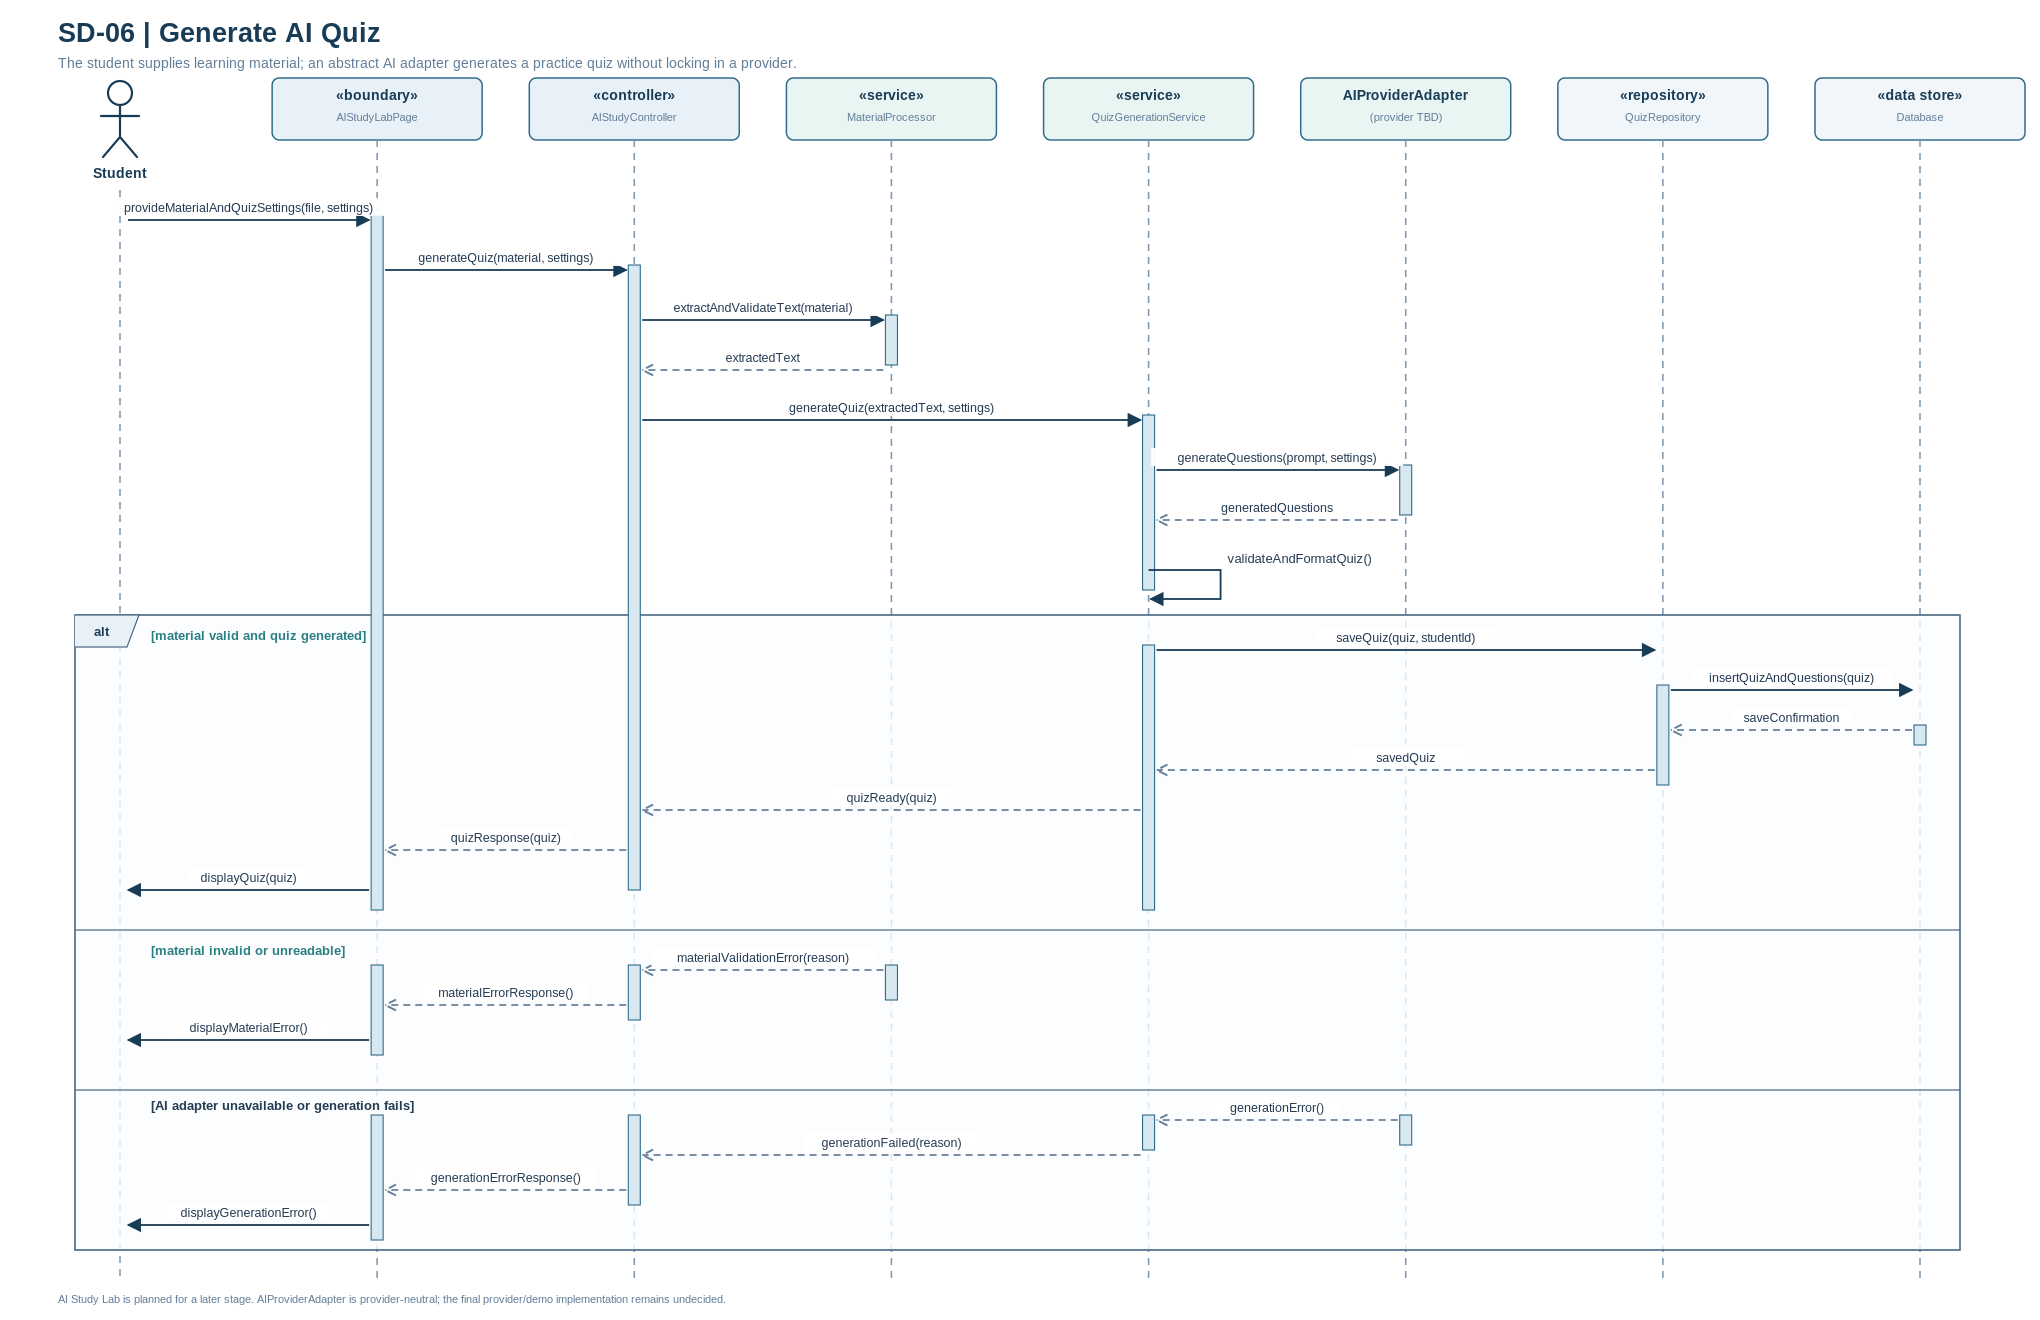 SD-06 | Generate AI Quiz
The student supplies learning material; an abstract AI adapter generates a practice quiz without locking in a provider.
Student
«boundary»
AIStudyLabPage
«controller»
AIStudyController
«service»
MaterialProcessor
«service»
QuizGenerationService
AIProviderAdapter
(provider TBD)
«repository»
QuizRepository
«data store»
Database
provideMaterialAndQuizSettings(file, settings)
generateQuiz(material, settings)
extractAndValidateText(material)
extractedText
generateQuiz(extractedText, settings)
generateQuestions(prompt, settings)
generatedQuestions
validateAndFormatQuiz()
alt
[material valid and quiz generated]
saveQuiz(quiz, studentId)
insertQuizAndQuestions(quiz)
saveConfirmation
savedQuiz
quizReady(quiz)
quizResponse(quiz)
displayQuiz(quiz)
[material invalid or unreadable]
materialValidationError(reason)
materialErrorResponse()
displayMaterialError()
[AI adapter unavailable or generation fails]
generationError()
generationFailed(reason)
generationErrorResponse()
displayGenerationError()
AI Study Lab is planned for a later stage. AIProviderAdapter is provider-neutral; the final provider/demo implementation remains undecided.